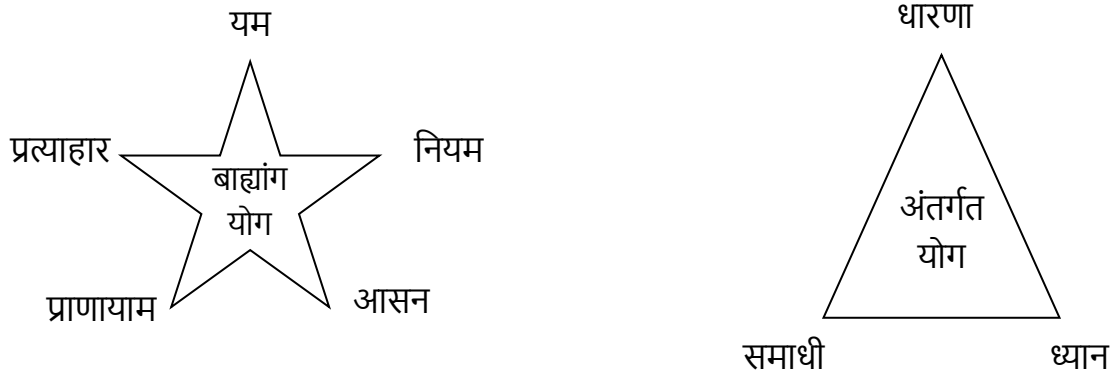 यम
प्रत्याहार
नियम
बाह्यांग
योग
प्राणायाम
आसन
धारणा
अंतर्गत
योग
समाधी
ध्यान